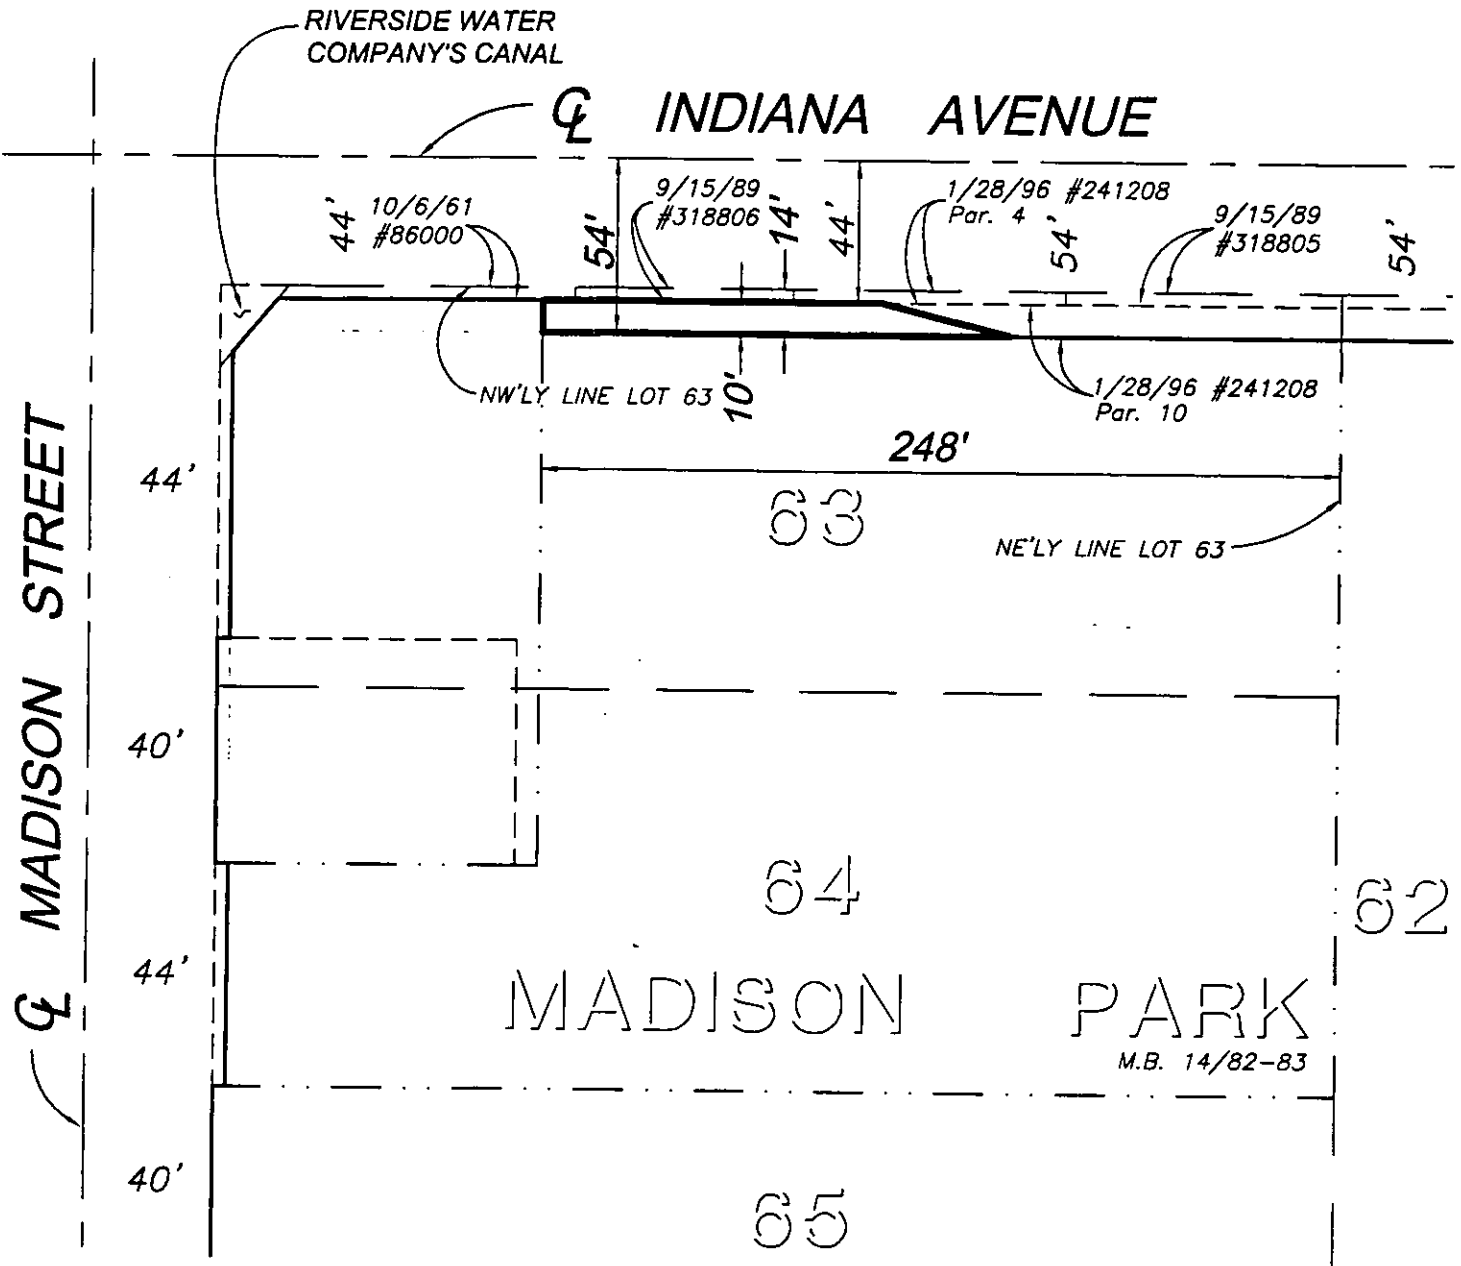 RIVERSIDE WATER
COMPANY'S CANAL
℄ INDIANA AVENUE
44'
10/6/61
#86000
54'
9/15/89
#318806
14'
44'
1/28/96 #241208
Par. 4
54'
9/15/89
#318805
54'
NW'LY LINE LOT 63
10'
1/28/96 #241208
Par. 10
248'
44'
63
NE'LY LINE LOT 63
℄ MADISON STREET
40'
64
62
44'
MADISON PARK
M.B. 14/82-83
40'
65